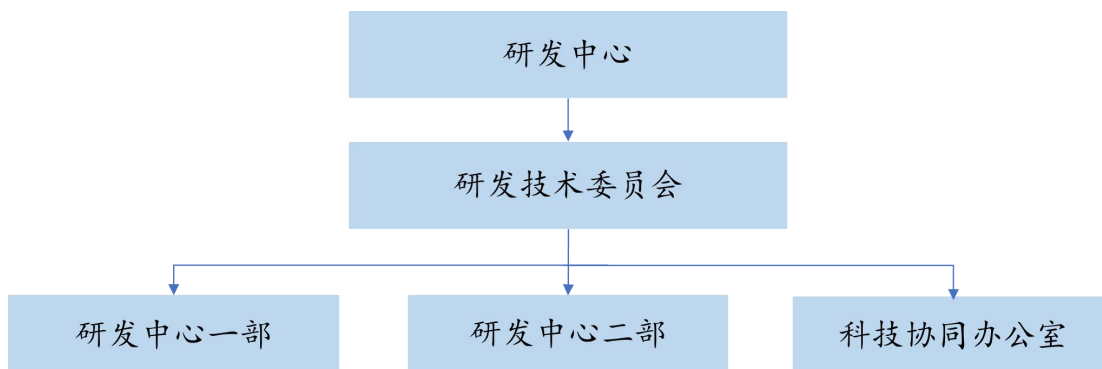 研发中心
研发技术委员会
研发中心一部
研发中心二部
科技协同办公室